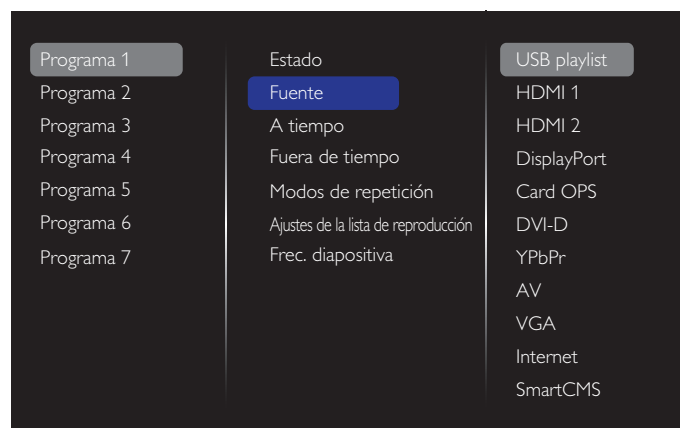 Programa 1
Programa 2
Programa 3
Programa 4
Programa 5
Programa 6
Programa 7
Estado
Fuente
A tiempo
Fuera de tiempo
Modos de repetición
Ajustes de la lista de reproducción
Frec. diapositiva
USB playlist
HDMI 1
HDMI 2
DisplayPort
Card OPS
DVI-D
YPbPr
AV
VGA
Internet
SmartCMS